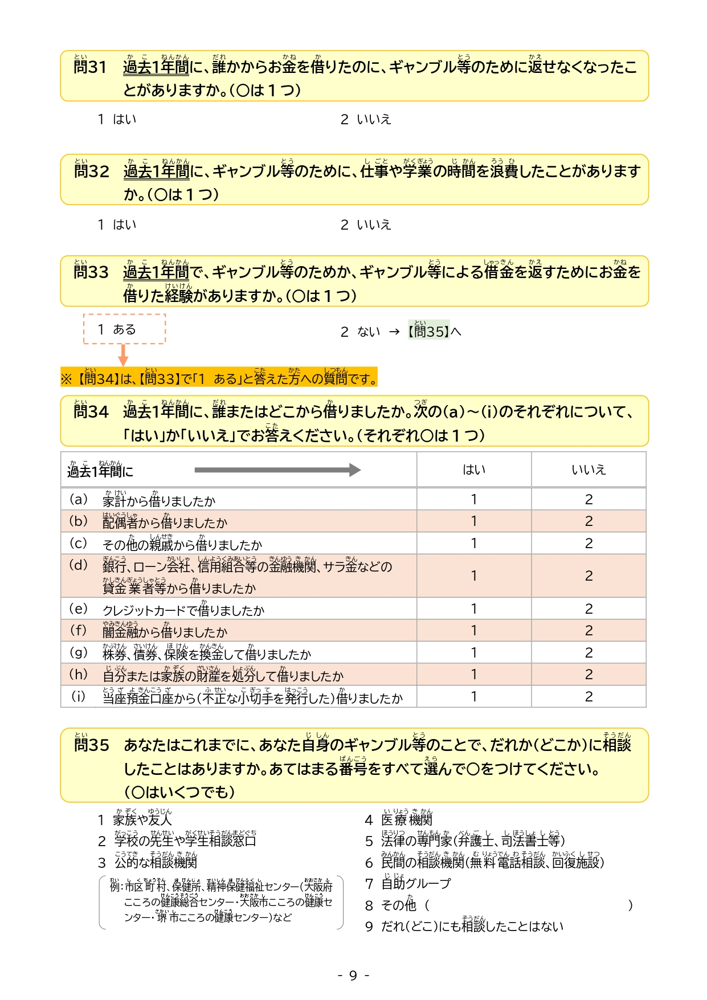 問31 過去1年間に、誰かからお金を借りたのに、ギャンブル等のために返せなくなったこ
とがありますか。(〇は1つ)
1 はい 2 いいえ
問32 過去1年間に、ギャンブル等のために、仕事や学業の時間を浪費したことがあります
か。(〇は1つ)
1 はい 2 いいえ
問33 過去1年間で、ギャンブル等のためか、ギャンブル等による借金を返すためにお金を
借りた経験がありますか。(〇は1つ)
1 ある 2 ない → 【問35】へ
※【問34】は、【問33】で「1 ある」と答えた方への質問です。
問34 過去1年間に、誰またはどこから借りましたか。次の(a)～(i)のそれぞれについて、
「はい」か「いいえ」でお答えください。(それぞれ〇は1つ)
過去1年間に はい いいえ
(a) 家計から借りましたか 1 2
(b) 配偶者から借りましたか 1 2
(c) その他の親戚から借りましたか 1 2
(d) 銀行、ローン会社、信用組合等の金融機関、サラ金などの
貸金業者等から借りましたか 1 2
(e) クレジットカードで借りましたか 1 2
(f) 闇金融から借りましたか 1 2
(g) 株券、債券、保険を換金して借りましたか 1 2
(h) 自分または家族の財産を処分して借りましたか 1 2
(i) 当座預金口座から(不正な小切手を発行した)借りましたか 1 2
問35 あなたはこれまでに、あなた自身のギャンブル等のことで、だれか(どこか)に相談
したことはありますか。あてはまる番号をすべて選んで〇をつけてください。
(〇はいくつでも)
1 家族や友人
2 学校の先生や学生相談窓口
3 公的な相談機関
例:市区町村、保健所、精神保健福祉センター(大阪府
こころの健康総合センター・大阪市こころの健康セ
ンター・堺市こころの健康センター)など
4 医療機関
5 法律の専門家(弁護士、司法書士等)
6 民間の相談機関(無料電話相談、回復施設)
7 自助グループ
8 その他 ( )
9 だれ(どこ)にも相談したことはない
- 9 -